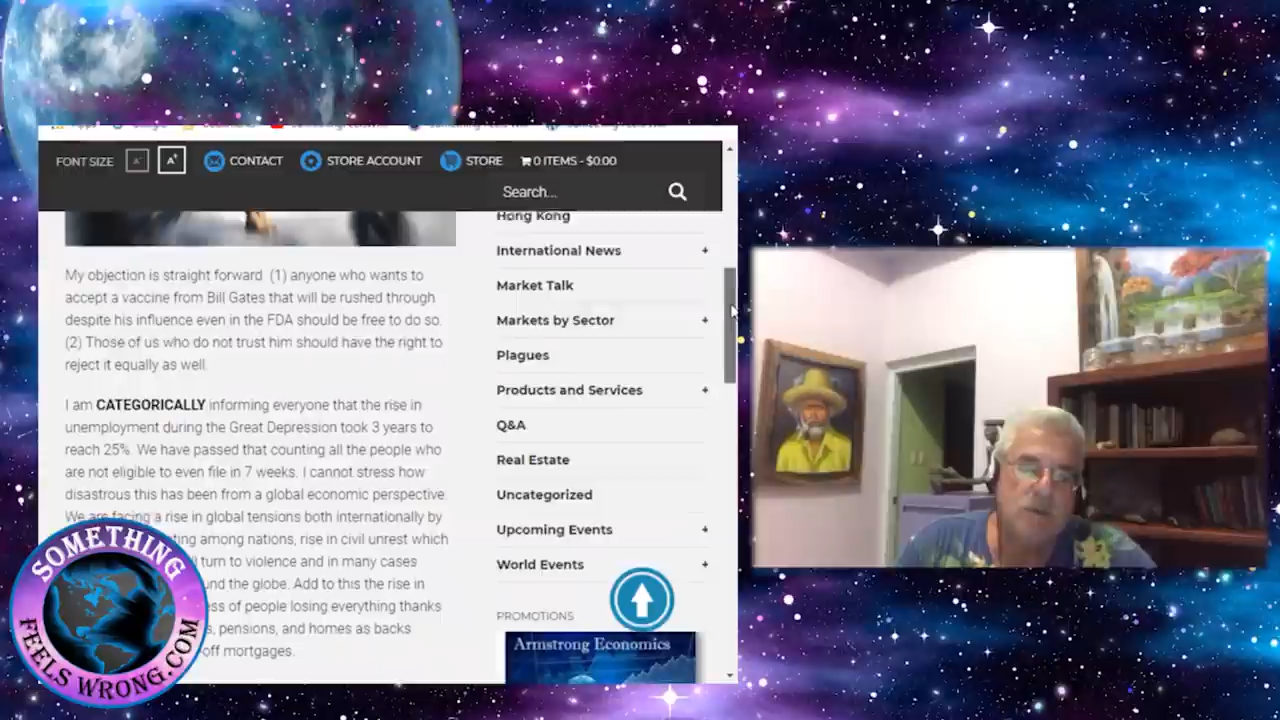 FONT SIZE A- A+ CONTACT STORE ACCOUNT STORE 0 ITEMS - $0.00
Search...
My objection is straight forward (1) anyone who wants to
accept a vaccine from Bill Gates that will be rushed through
despite his influence even in the FDA should be free to do so.
(2) Those of us who do not trust him should have the right to
reject it equally as well.
I am CATEGORICALLY informing everyone that the rise in
unemployment during the Great Depression took 3 years to
reach 25%. We have passed that counting all the people who
are not eligible to even file in 7 weeks. I cannot stress how
disastrous this has been from a global economic perspective.
We are facing a rise in global tensions both internationally by
among nations, rise in civil unrest which
turn to violence and in many cases
the globe. Add to this the rise in
of people losing everything thanks
pensions, and homes as backs
off mortgages.
Hong Kong
International News +
Market Talk
Markets by Sector +
Plagues
Products and Services +
Q&A
Real Estate
Uncategorized
Upcoming Events +
World Events +
PROMOTIONS
Armstrong Economics
SOMETHING
FEELS WRONG.COM